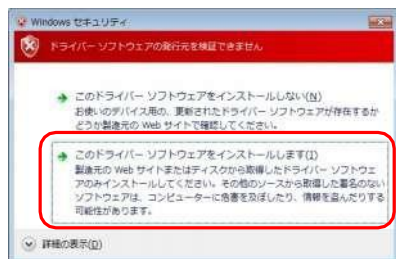 Windows セキュリティ
ドライバー ソフトウェアの発行元を検証できません
このドライバー ソフトウェアをインストールしない(N)
お使いのデバイス用の、更新されたドライバー ソフトウェアが存在するか
どうか製造元の Web サイトで確認してください。
このドライバー ソフトウェアをインストールします(I)
製造元の Web サイトまたはディスクから取得したドライバー ソフトウェ
アのみインストールしてください。その他のソースから取得した署名のない
ソフトウェアは、コンピューターに危害を及ぼしたり、情報を盗んだりする
可能性があります。
詳細の表示(D)